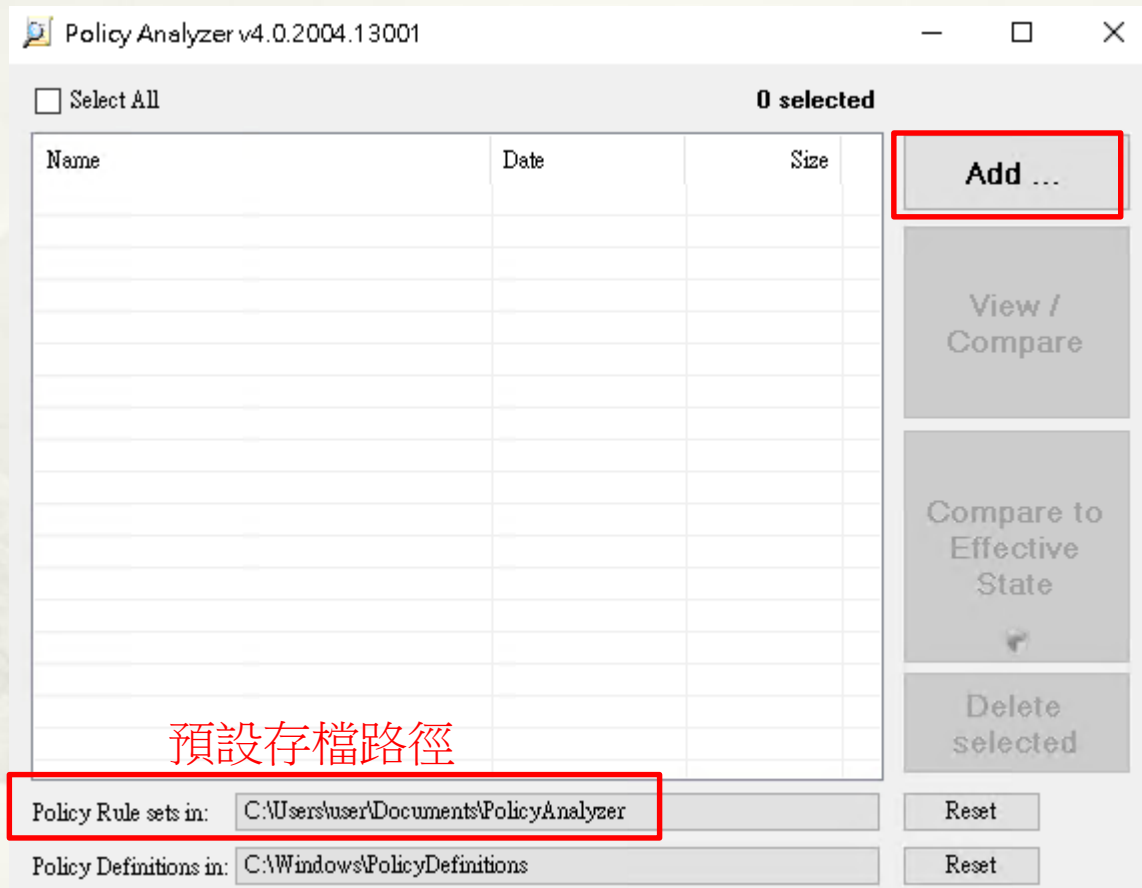 Policy Analyzer v4.0.2004.13001
Select All
0 selected
Name Date Size
Add ...
View /
Compare
Compare to
Effective
State
Delete
selected
預設存檔路徑
Policy Rule sets in: C:\Users\user\Documents\PolicyAnalyzer Reset
Policy Definitions in: C:\Windows\PolicyDefinitions Reset